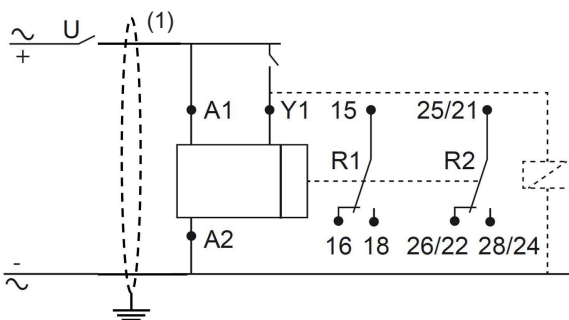 U (1)
~
+
A1 Y1 15 25/21
R1 R2
A2
16 18 26/22 28/24
-
~